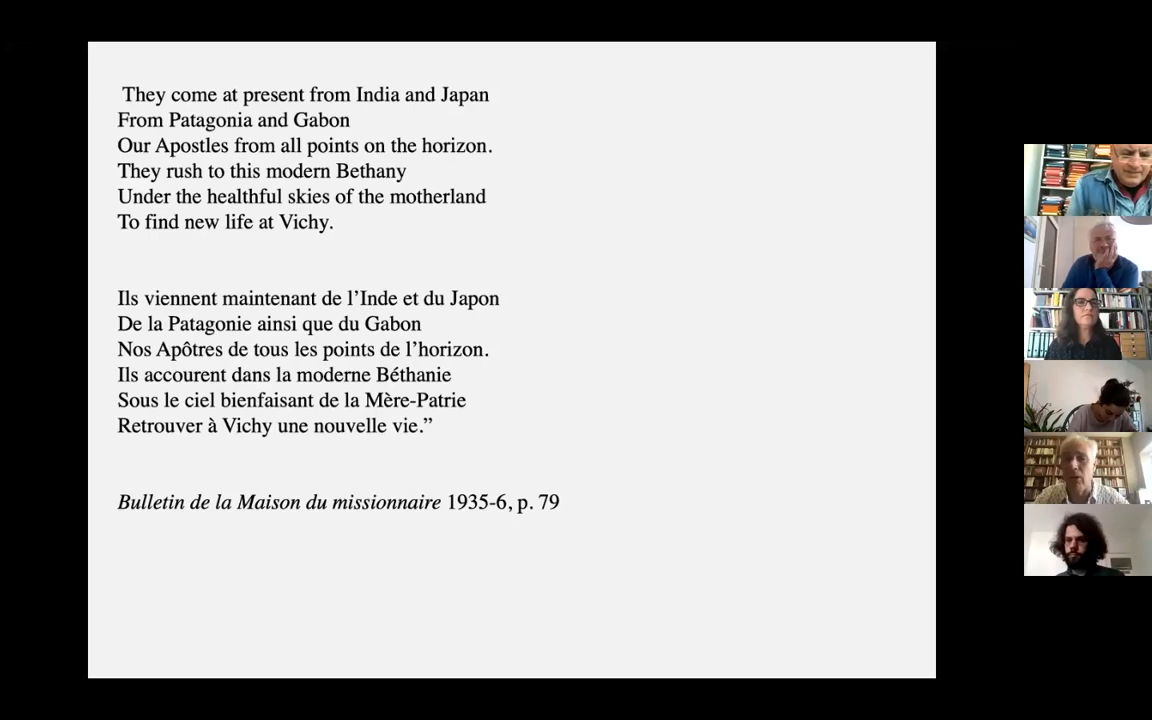 They come at present from India and Japan
From Patagonia and Gabon
Our Apostles from all points on the horizon.
They rush to this modern Bethany
Under the healthful skies of the motherland
To find new life at Vichy.
Ils viennent maintenant de l’Inde et du Japon
De la Patagonie ainsi que du Gabon
Nos Apôtres de tous les points de l’horizon.
Ils accourent dans la moderne Béthanie
Sous le ciel bienfaisant de la Mère-Patrie
Retrouver à Vichy une nouvelle vie.”
Bulletin de la Maison du missionnaire 1935-6, p. 79